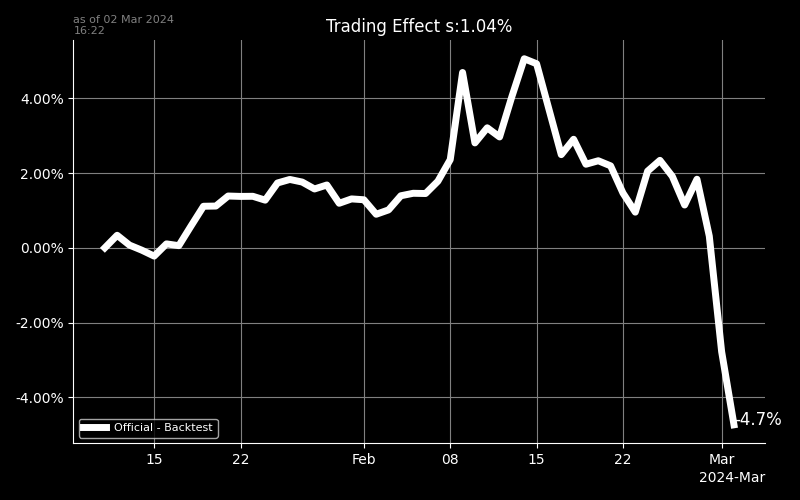 as of 02 Mar 2024
16:22
Trading Effect s:1.04%
4.00%
2.00%
0.00%
-2.00%
-4.00%
-4.7%
Official - Backtest
15
22
Feb
08
15
22
Mar
2024-Mar